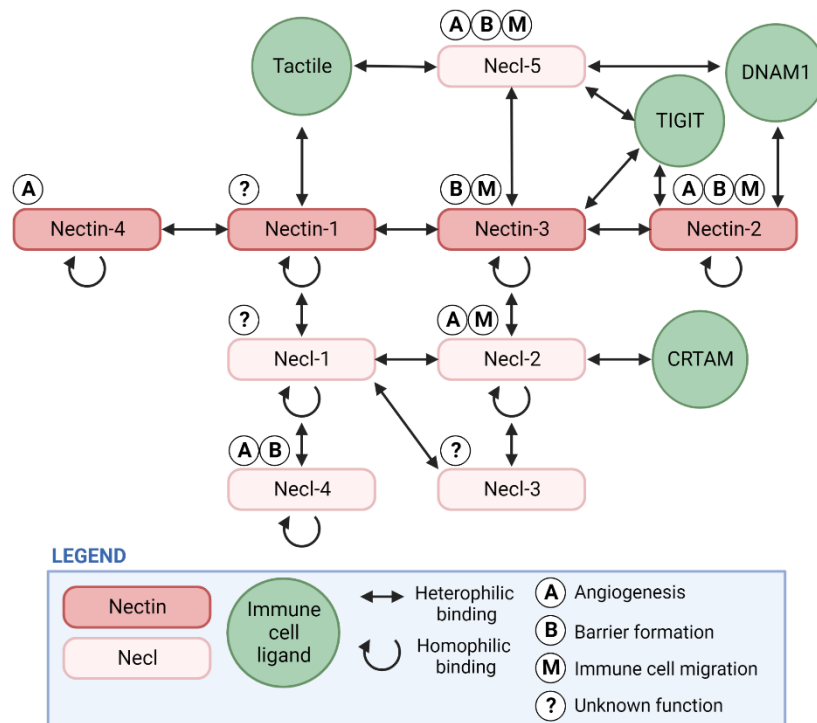 A B M
Tactile
Necl-5
DNAM1
TIGIT
A
?
B M
A B M
Nectin-4
Nectin-1
Nectin-3
Nectin-2
?
A M
Necl-1
Necl-2
CRTAM
A B
?
Necl-4
Necl-3
LEGEND
Nectin
Necl
Immune
cell
ligand
Heterophilic
binding
Homophilic
binding
A Angiogenesis
B Barrier formation
M Immune cell migration
? Unknown function